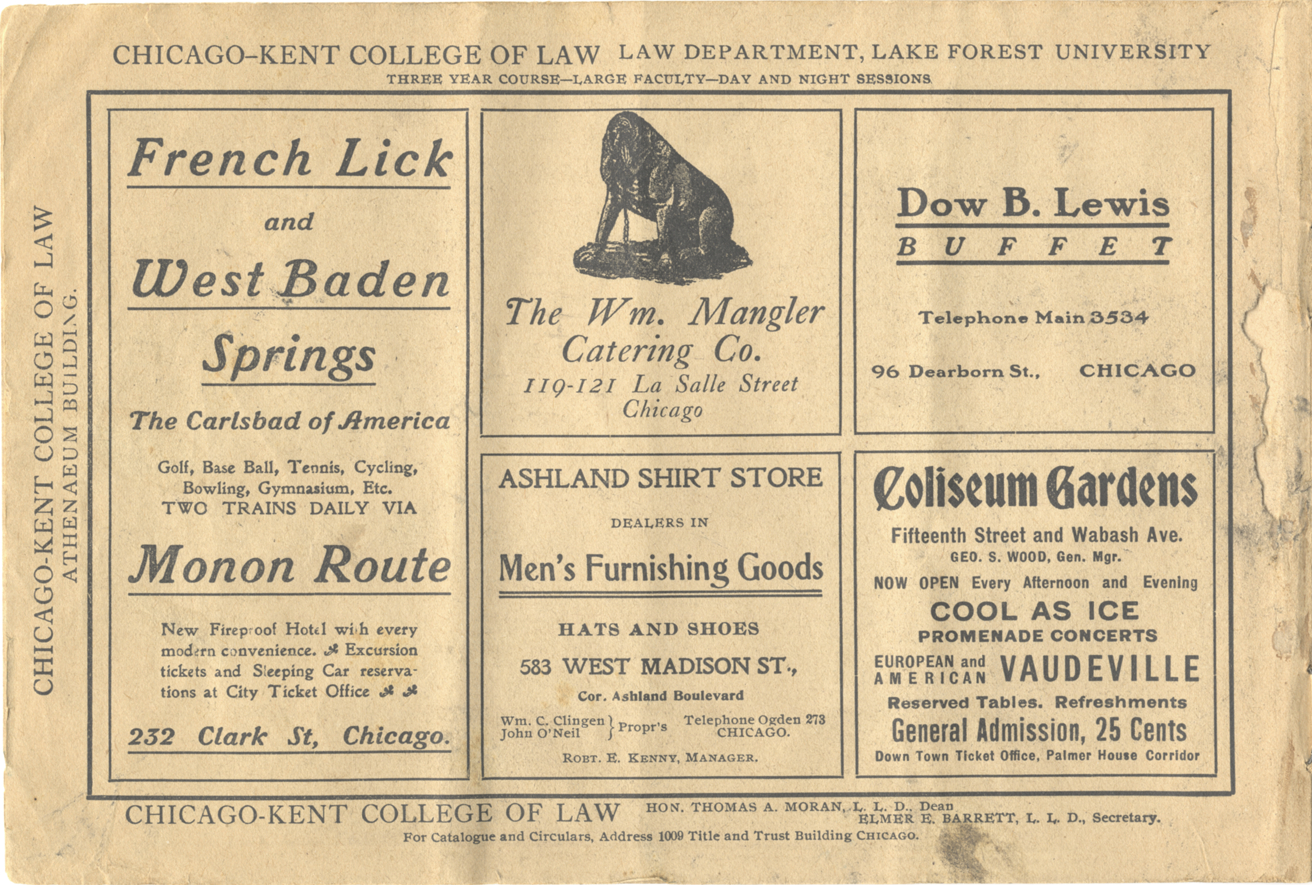 CHICAGO-KENT COLLEGE OF LAW LAW DEPARTMENT, LAKE FOREST UNIVERSITY
THREE YEAR COURSE—LARGE FACULTY—DAY AND NIGHT SESSIONS
CHICAGO-KENT COLLEGE OF LAW
ATHENAEUM BUILDING.
French Lick
and
West Baden
Springs
The Carlsbad of America
Golf, Base Ball, Tennis, Cycling,
Bowling, Gymnasium, Etc.
TWO TRAINS DAILY VIA
Monon Route
New Fireproof Hotel with every
modern convenience. Excursion
tickets and Sleeping Car reserva-
tions at City Ticket Office
232 Clark St, Chicago.
The Wm. Mangler
Catering Co.
119-121 La Salle Street
Chicago
Dow B. Lewis
BUFFET
Telephone Main 3534
96 Dearborn St., CHICAGO
ASHLAND SHIRT STORE
DEALERS IN
Men's Furnishing Goods
HATS AND SHOES
583 WEST MADISON ST.,
Cor. Ashland Boulevard
Wm. C. Clingen } Propr's Telephone Ogden 273
John O'Neil CHICAGO.
ROBT. E. KENNY, MANAGER.
Coliseum Gardens
Fifteenth Street and Wabash Ave.
GEO. S. WOOD, Gen. Mgr.
NOW OPEN Every Afternoon and Evening
COOL AS ICE
PROMENADE CONCERTS
EUROPEAN and
AMERICAN VAUDEVILLE
Reserved Tables. Refreshments
General Admission, 25 Cents
Down Town Ticket Office, Palmer House Corridor
CHICAGO-KENT COLLEGE OF LAW HON. THOMAS A. MORAN, L. L. D., Dean
ELMER E. BARRETT, L. L. D., Secretary.
For Catalogue and Circulars, Address 1009 Title and Trust Building CHICAGO.